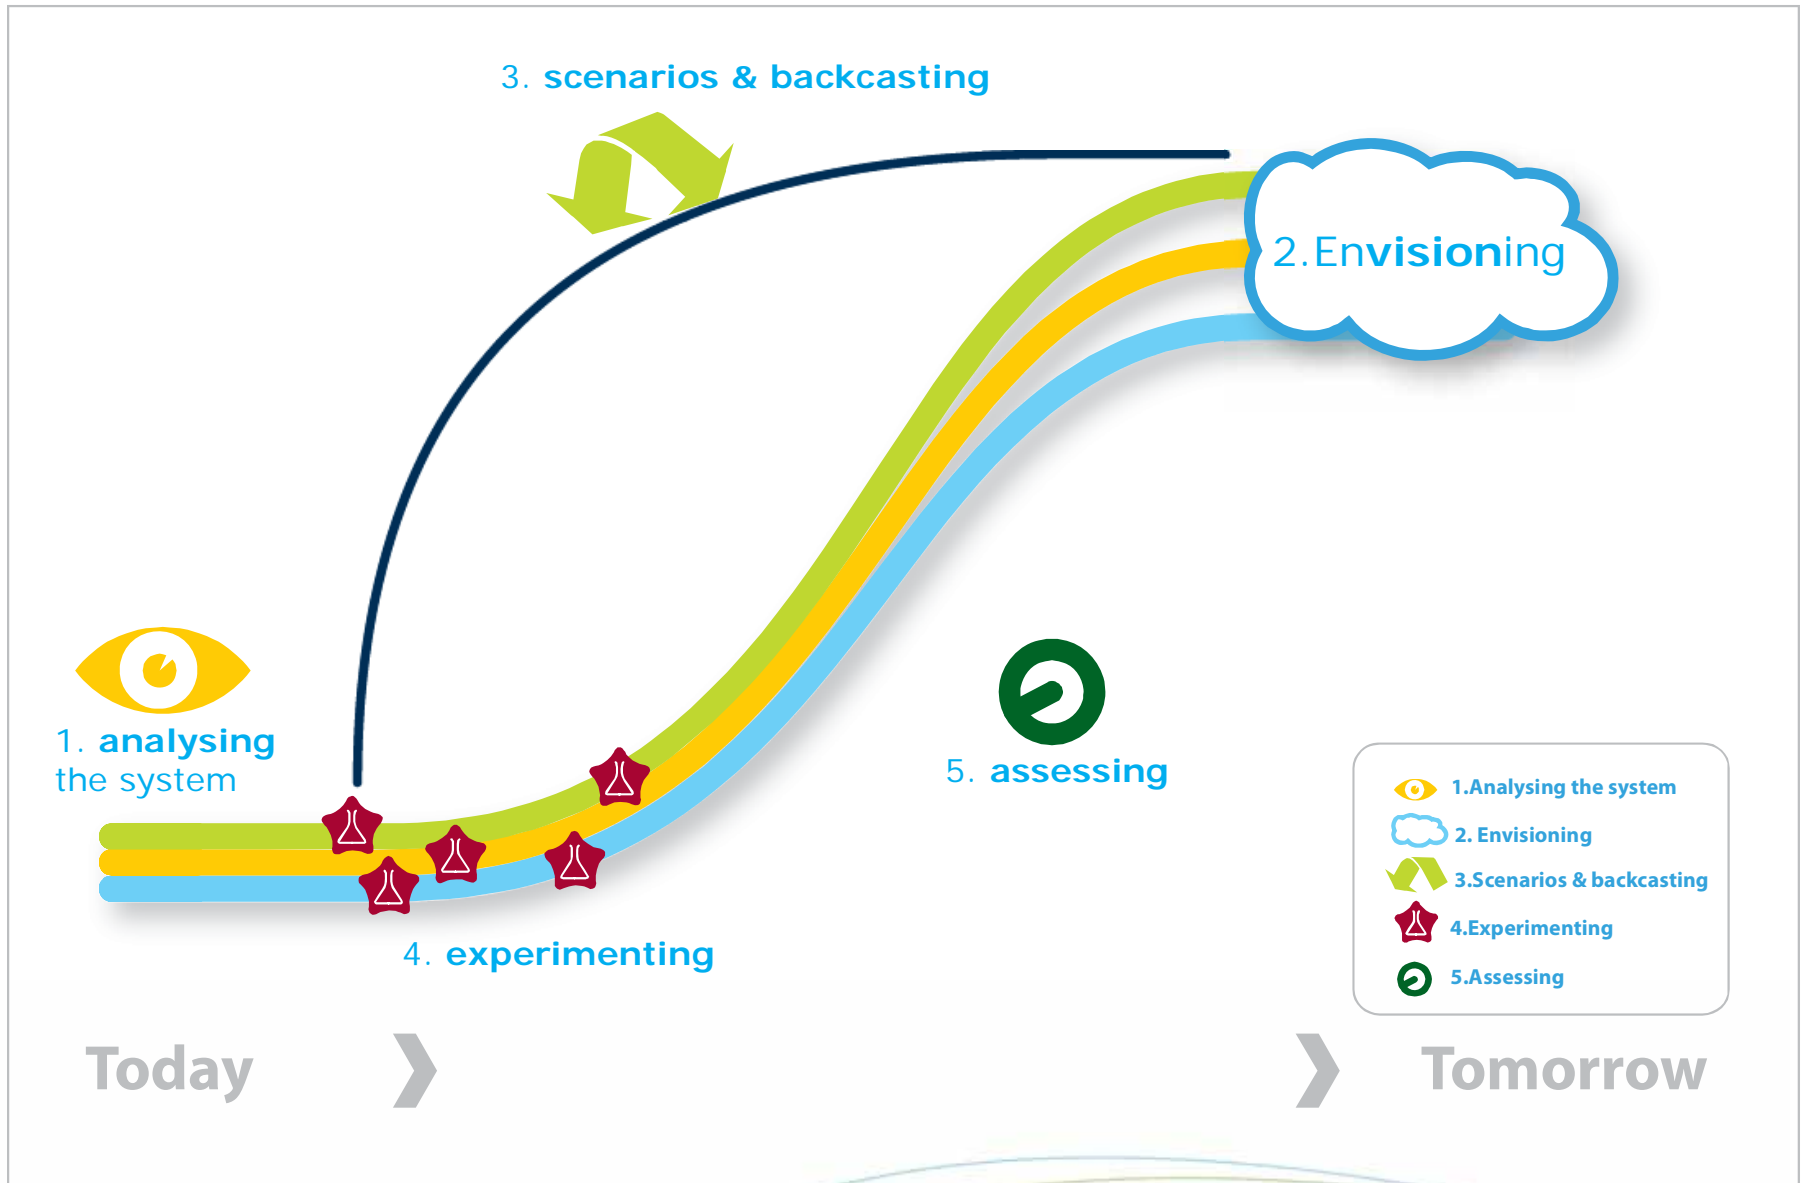 3. scenarios & backcasting
2.Envisioning
1. analysing
the system
5. assessing
4. experimenting
1.Analysing the system
2. Envisioning
3.Scenarios & backcasting
4.Experimenting
5.Assessing
Today
Tomorrow